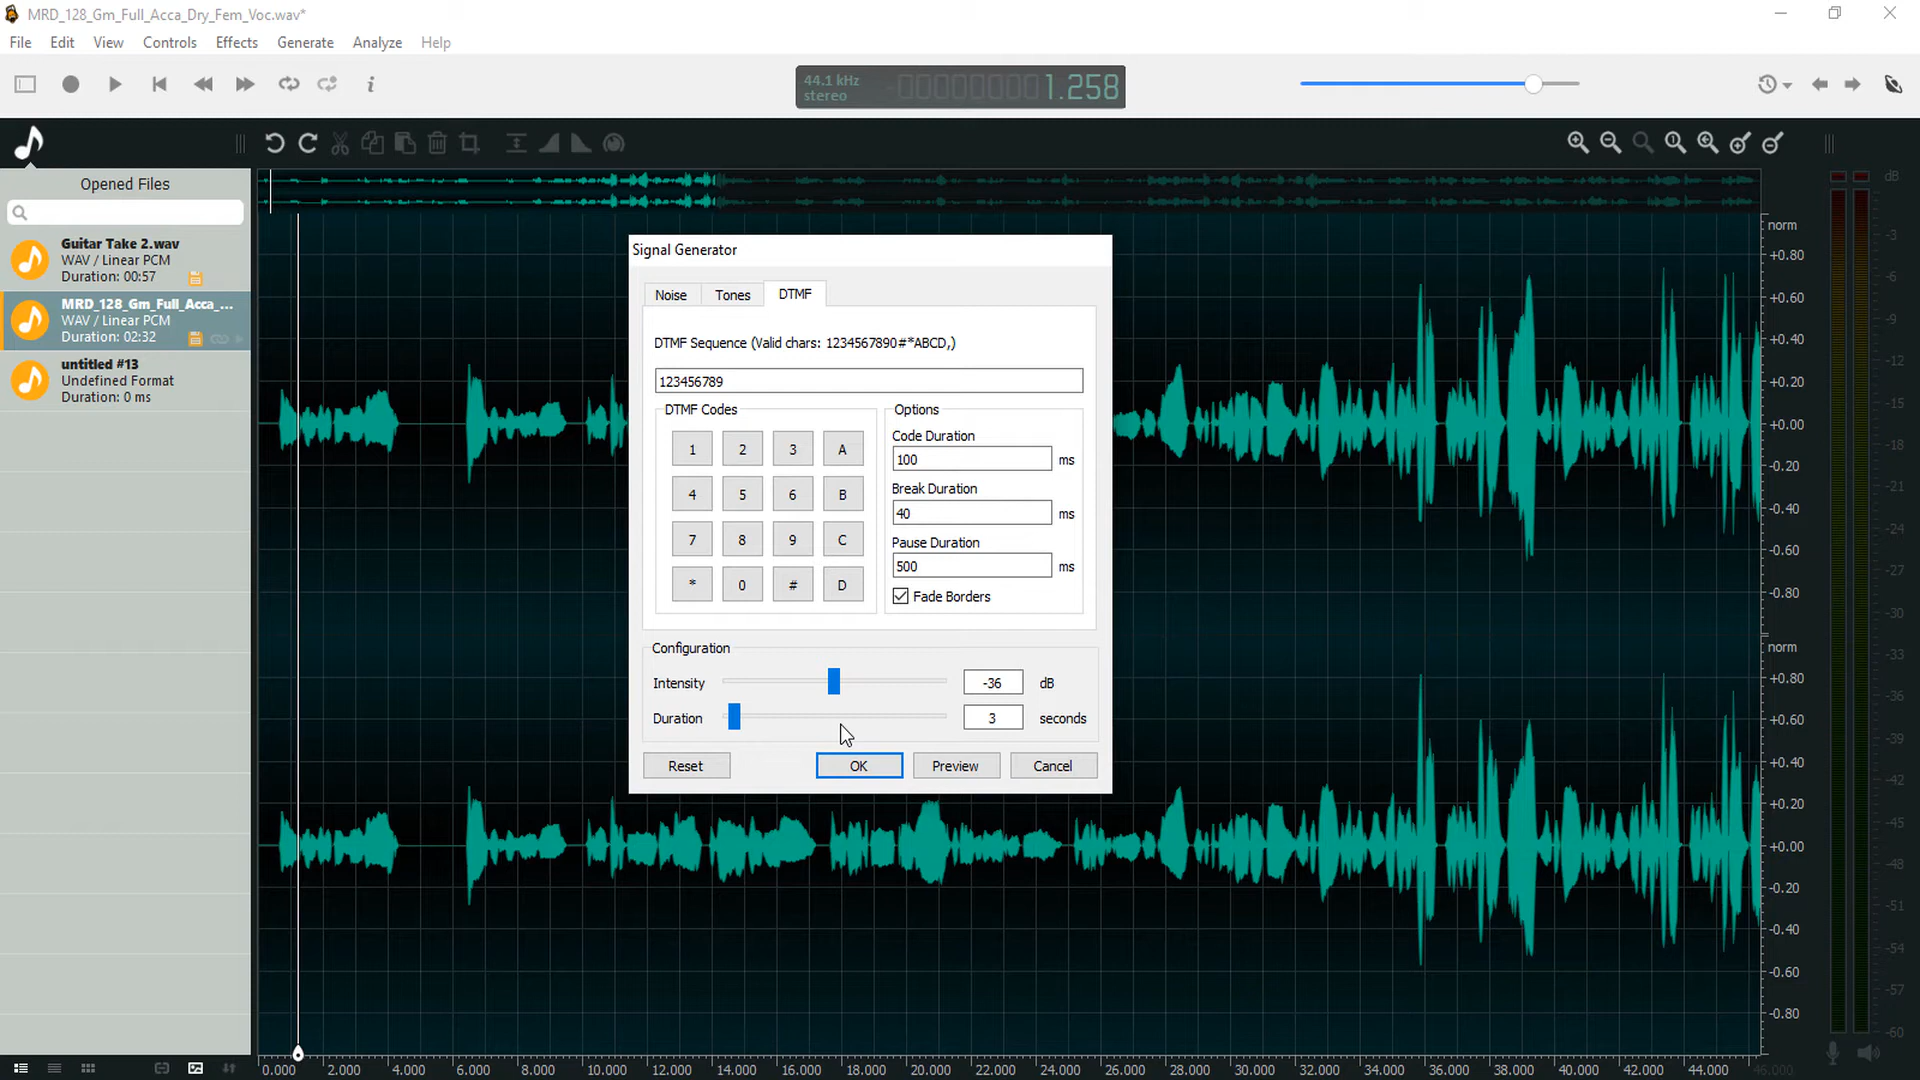 MRD_128_Gm_Full_Acca_Dry_Fem_Voc.wav*
File Edit View Controls Effects Generate Analyze Help
44.1 kHz
stereo
1.258
Opened Files
Guitar Take 2.wav
WAV / Linear PCM
Duration: 00:57
MRD_128_Gm_Full_Acca_...
WAV / Linear PCM
Duration: 02:32
untitled #13
Undefined Format
Duration: 0 ms
Signal Generator
Noise Tones DTMF
DTMF Sequence (Valid chars: 1234567890#*ABCD,)
123456789
DTMF Codes
1 2 3 A
4 5 6 B
7 8 9 C
* 0 # D
Options
Code Duration
100 ms
Break Duration
40 ms
Pause Duration
500 ms
Fade Borders
Configuration
Intensity -36 dB
Duration 3 seconds
Reset OK Preview Cancel
norm
+0.80
+0.60
+0.40
+0.20
+0.00
-0.20
-0.40
-0.60
-0.80
norm
+0.80
+0.60
+0.40
+0.20
+0.00
-0.20
-0.40
-0.60
-0.80
dB
-3
-6
-9
-12
-15
-18
-21
-24
-27
-30
-33
-36
-39
-42
-45
-48
-51
-54
-57
-60
0.000 2.000 4.000 6.000 8.000 10.000 12.000 14.000 16.000 18.000 20.000 22.000 24.000 26.000 28.000 30.000 32.000 34.000 36.000 38.000 40.000 42.000 44.000 46.000